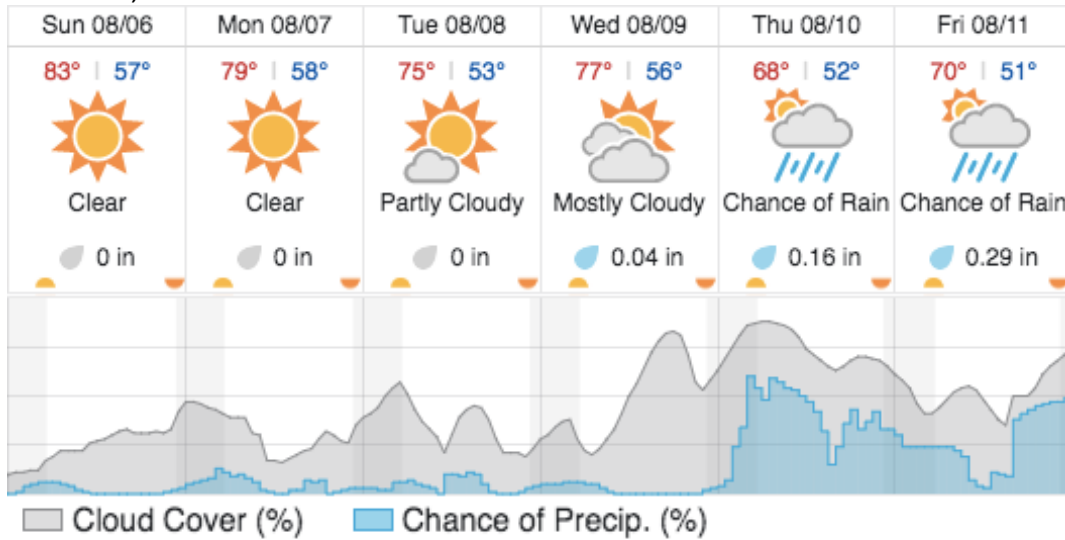 Sun 08/06 Mon 08/07 Tue 08/08 Wed 08/09 Thu 08/10 Fri 08/11
83° | 57° 79° | 58° 75° | 53° 77° | 56° 68° | 52° 70° | 51°
Clear Clear Partly Cloudy Mostly Cloudy Chance of Rain Chance of Rain
0 in 0 in 0 in 0.04 in 0.16 in 0.29 in
Cloud Cover (%) Chance of Precip. (%)